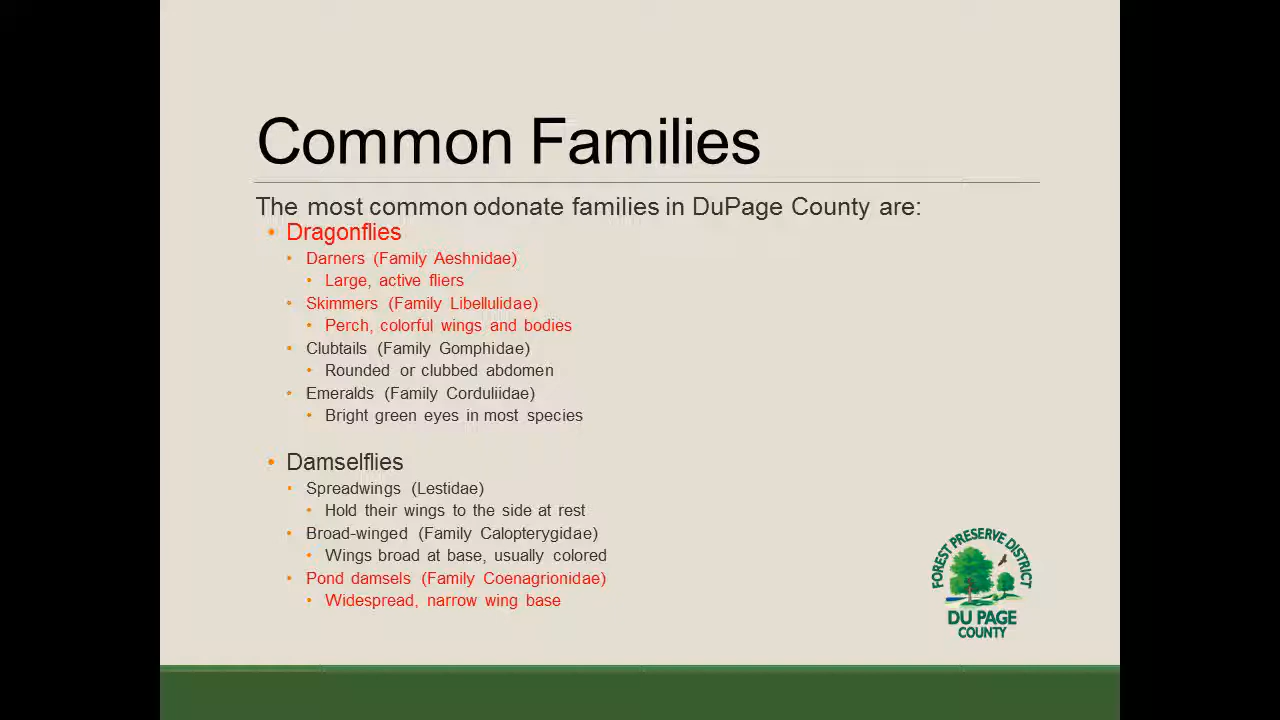 Common Families
The most common odonate families in DuPage County are:
• Dragonflies
• Darners (Family Aeshnidae)
• Large, active fliers
• Skimmers (Family Libellulidae)
• Perch, colorful wings and bodies
• Clubtails (Family Gomphidae)
• Rounded or clubbed abdomen
• Emeralds (Family Corduliidae)
• Bright green eyes in most species
• Damselflies
• Spreadwings (Lestidae)
• Hold their wings to the side at rest
• Broad-winged (Family Calopterygidae)
• Wings broad at base, usually colored
• Pond damsels (Family Coenagrionidae)
• Widespread, narrow wing base
FOREST PRESERVE DISTRICT
DU PAGE
COUNTY